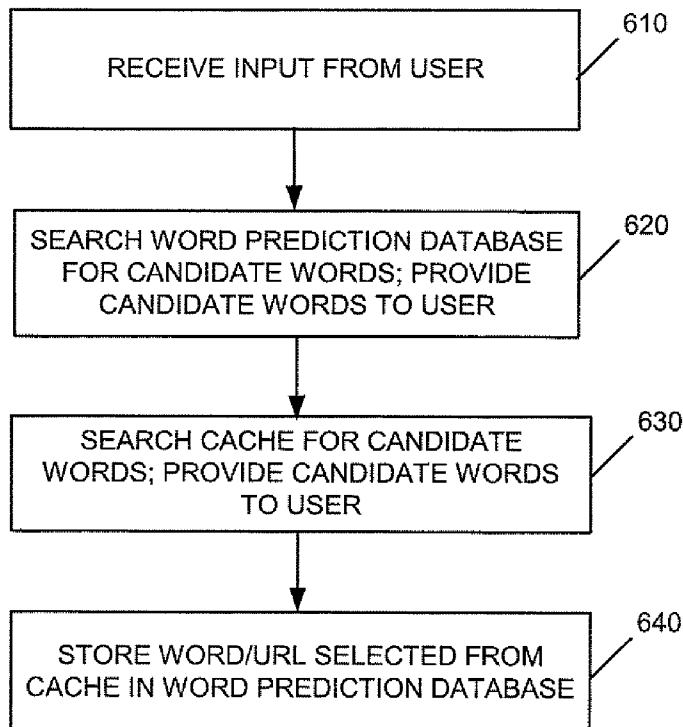 610
RECEIVE INPUT FROM USER
620
SEARCH WORD PREDICTION DATABASE
FOR CANDIDATE WORDS; PROVIDE
CANDIDATE WORDS TO USER
630
SEARCH CACHE FOR CANDIDATE
WORDS; PROVIDE CANDIDATE WORDS
TO USER
640
STORE WORD/URL SELECTED FROM
CACHE IN WORD PREDICTION DATABASE